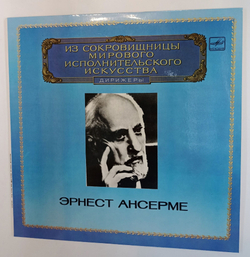 ИЗ СОКРОВИЩНИЦЫ
МИРОВОГО
ИСПОЛНИТЕЛЬСКОГО
ИСКУССТВА
ДИРИЖЕРЫ
ЭРНЕСТ АНСЕРМЕ